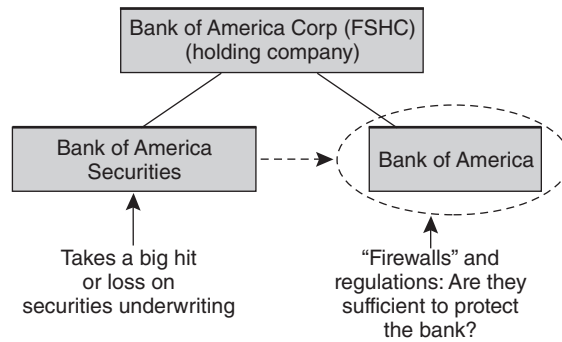 Bank of America Corp (FSHC)
(holding company)
Bank of America
Securities
Bank of America
Takes a big hit
or loss on
securities underwriting
“Firewalls” and
regulations: Are they
sufficient to protect
the bank?